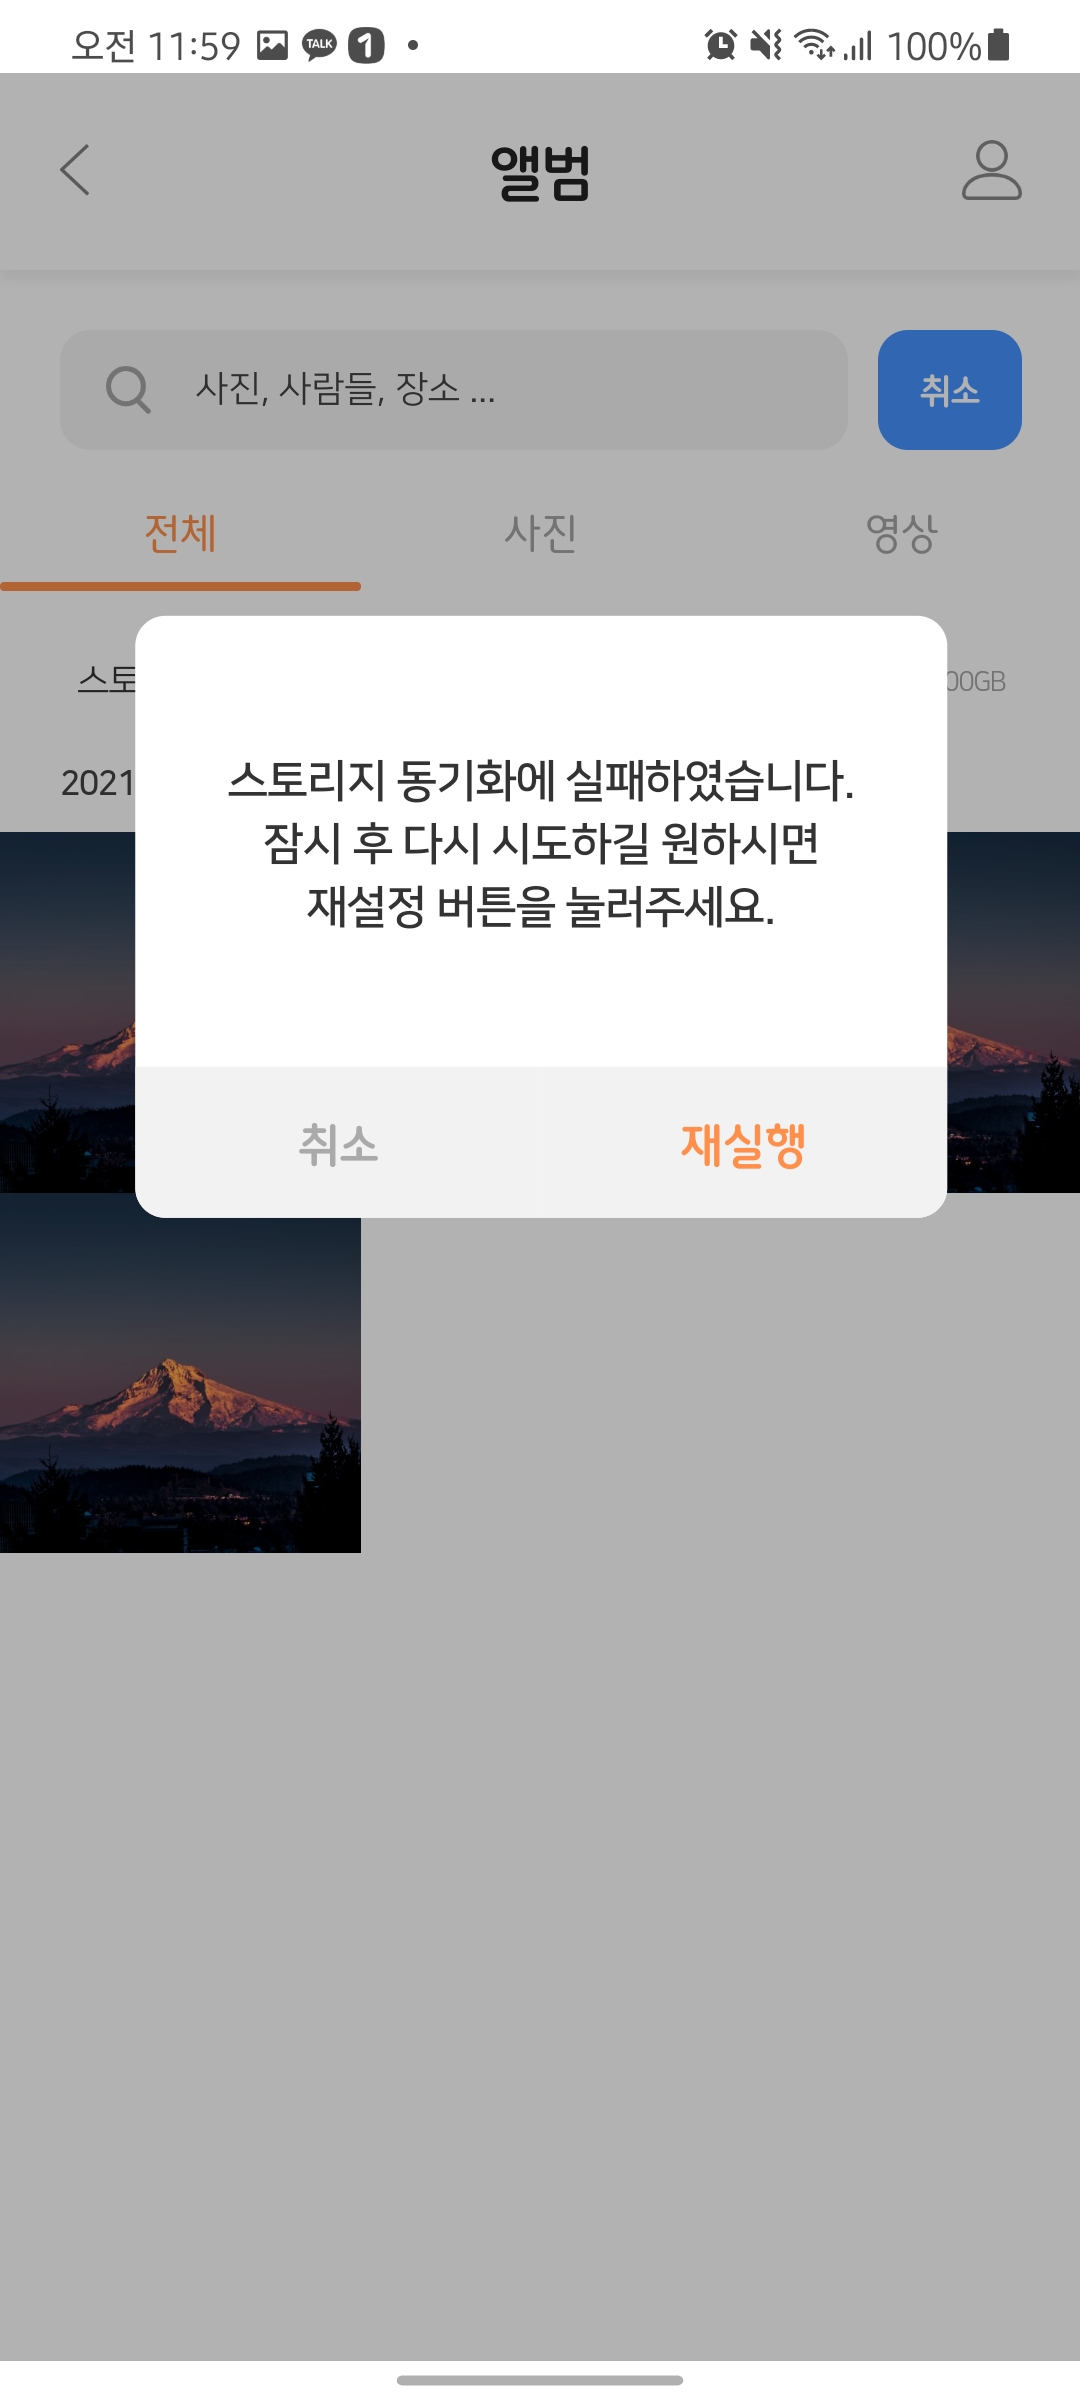 오전 11:59 TALK 1 100%
앨범
사진, 사람들, 장소 ... 취소
전체 사진 영상
스토 00GB
2021
스토리지 동기화에 실패하였습니다.
잠시 후 다시 시도하길 원하시면
재설정 버튼을 눌러주세요.
취소 재실행